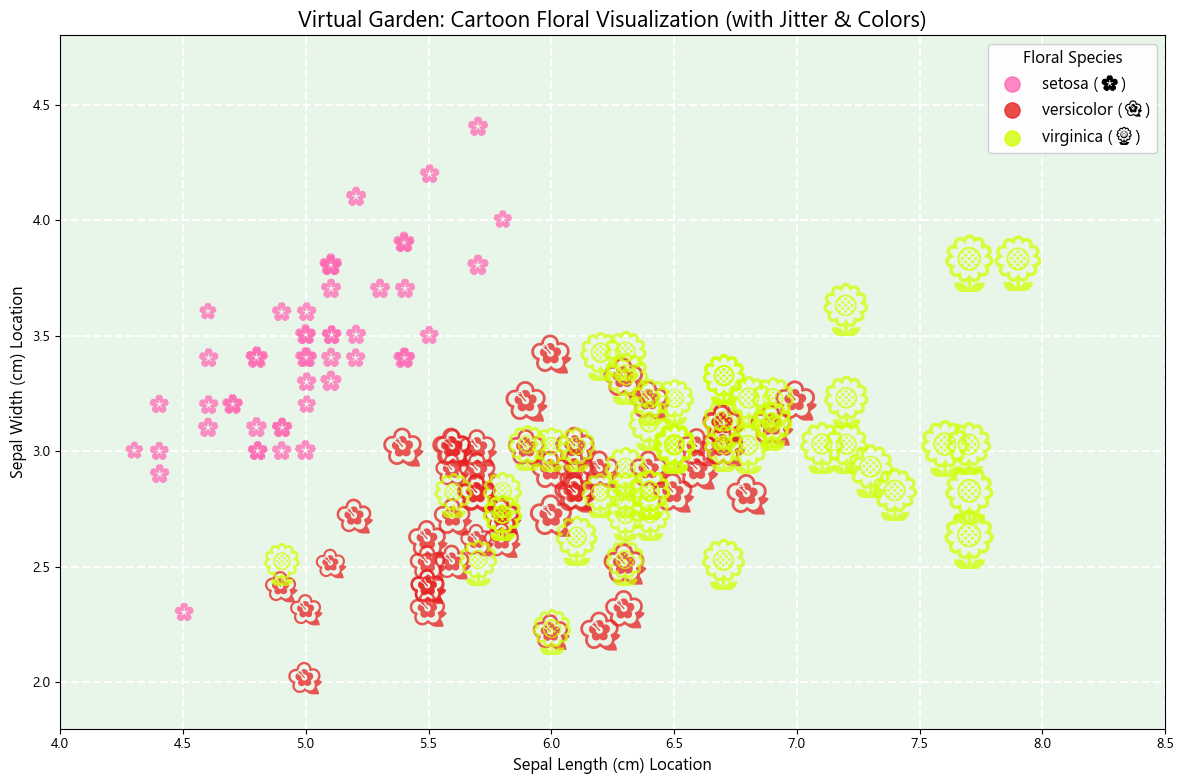 Virtual Garden: Cartoon Floral Visualization (with Jitter & Colors)
Floral Species
setosa ( ✿ )
versicolor ( 🌺 )
virginica ( 🌼 )
Sepal Width (cm) Location
4.5
4.0
3.5
3.0
2.5
2.0
4.0 4.5 5.0 5.5 6.0 6.5 7.0 7.5 8.0 8.5
Sepal Length (cm) Location